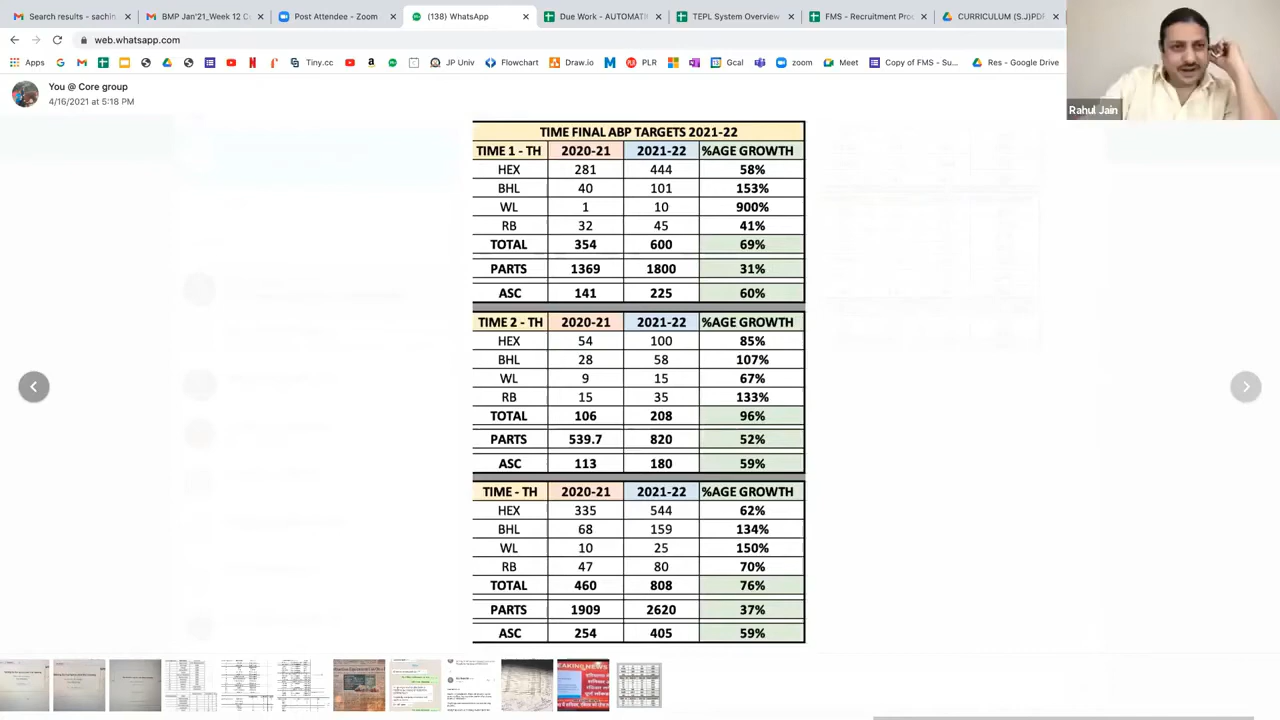 Search results - sachin
BMP Jan'21_Week 12 C
Post Attendee - Zoom
(138) WhatsApp
Due Work - AUTOMATI
TEPL System Overview
FMS - Recruitment Pro
CURRICULUM (S.J)PDF
web.whatsapp.com
Apps
Tiny.cc
JP Univ
Flowchart
Draw.io
PLR
Gcal
zoom
Meet
Copy of FMS - Su...
Res - Google Drive
You @ Core group
4/16/2021 at 5:18 PM
Rahul Jain
TIME FINAL ABP TARGETS 2021-22
TIME 1 - TH 2020-21 2021-22 %AGE GROWTH
HEX 281 444 58%
BHL 40 101 153%
WL 1 10 900%
RB 32 45 41%
TOTAL 354 600 69%
PARTS 1369 1800 31%
ASC 141 225 60%
TIME 2 - TH 2020-21 2021-22 %AGE GROWTH
HEX 54 100 85%
BHL 28 58 107%
WL 9 15 67%
RB 15 35 133%
TOTAL 106 208 96%
PARTS 539.7 820 52%
ASC 113 180 59%
TIME - TH 2020-21 2021-22 %AGE GROWTH
HEX 335 544 62%
BHL 68 159 134%
WL 10 25 150%
RB 47 80 70%
TOTAL 460 808 76%
PARTS 1909 2620 37%
ASC 254 405 59%